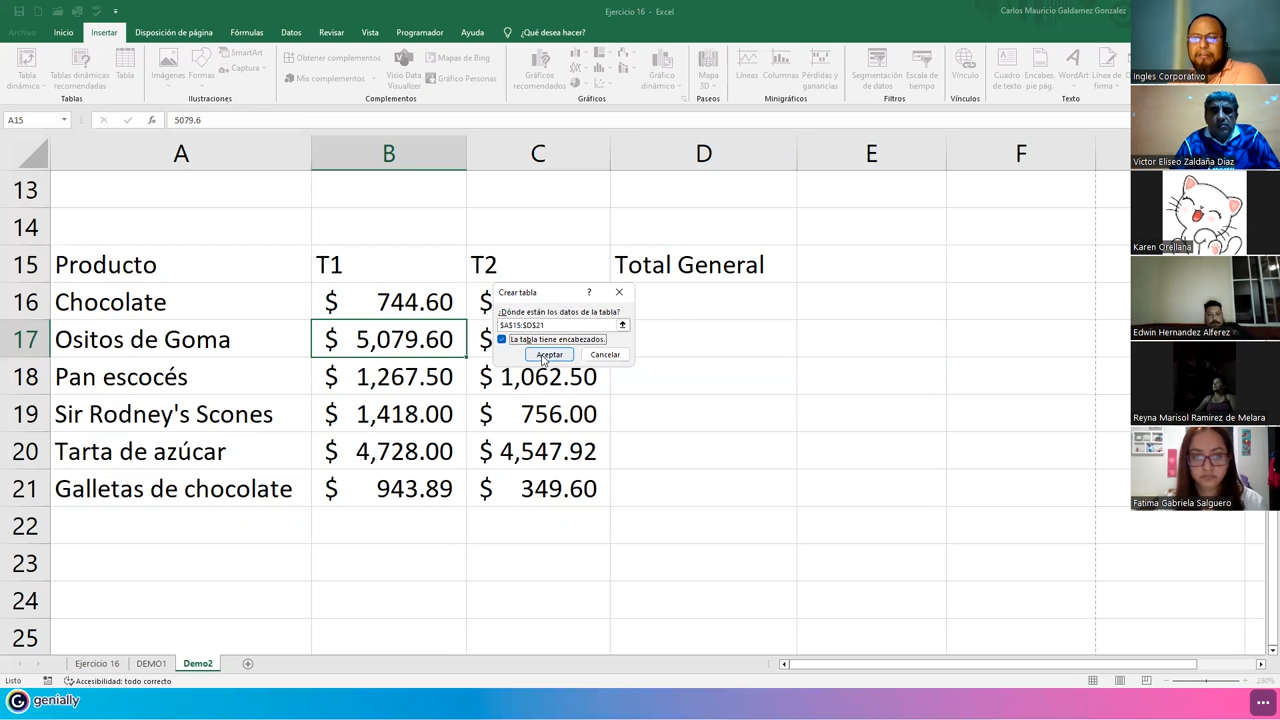 Ejercicio 16 - Excel
Carlos Mauricio Galdamez Gonzalez
Archivo Inicio Insertar Disposición de página Fórmulas Datos Revisar Vista Programador Ayuda ¿Qué desea hacer?
Tabla dinámica
Tablas dinámicas recomendadas
Tabla
Tablas
Imágenes
Formas
SmartArt
Captura
Ilustraciones
Obtener complementos
Mis complementos
Visio Data Visualizer
Mapas de Bing
Gráfico Personas
Complementos
Gráficos recomendados
Gráfico dinámico
Gráficos
Mapa 3D
Paseos
Líneas
Columnas
Pérdidas y ganancias
Minigráficos
Segmentación de datos
Escala de tiempo
Filtros
Vínculo
Vínculos
Cuadro de texto
Encabez. pie pág.
WordArt
Línea de firma
Texto
A15 fx 5079.6
A B C D E F
13
14
15 Producto T1 T2 Total General
16 Chocolate $ 744.60 $
17 Ositos de Goma $ 5,079.60 $
18 Pan escocés $ 1,267.50 $ 1,062.50
19 Sir Rodney's Scones $ 1,418.00 $ 756.00
20 Tarta de azúcar $ 4,728.00 $ 4,547.92
21 Galletas de chocolate $ 943.89 $ 349.60
22
23
24
25
Crear tabla ?
¿Dónde están los datos de la tabla?
$A$15:$D$21
La tabla tiene encabezados.
Aceptar Cancelar
Ejercicio 16 DEMO1 Demo2
Listo Accesibilidad: todo correcto 280%
genially
Ingles Corporativo
Victor Eliseo Zaldaña Diaz
Karen Orellana
Edwin Hernandez Alferez
Reyna Marisol Ramirez de Melara
Fatima Gabriela Salguero